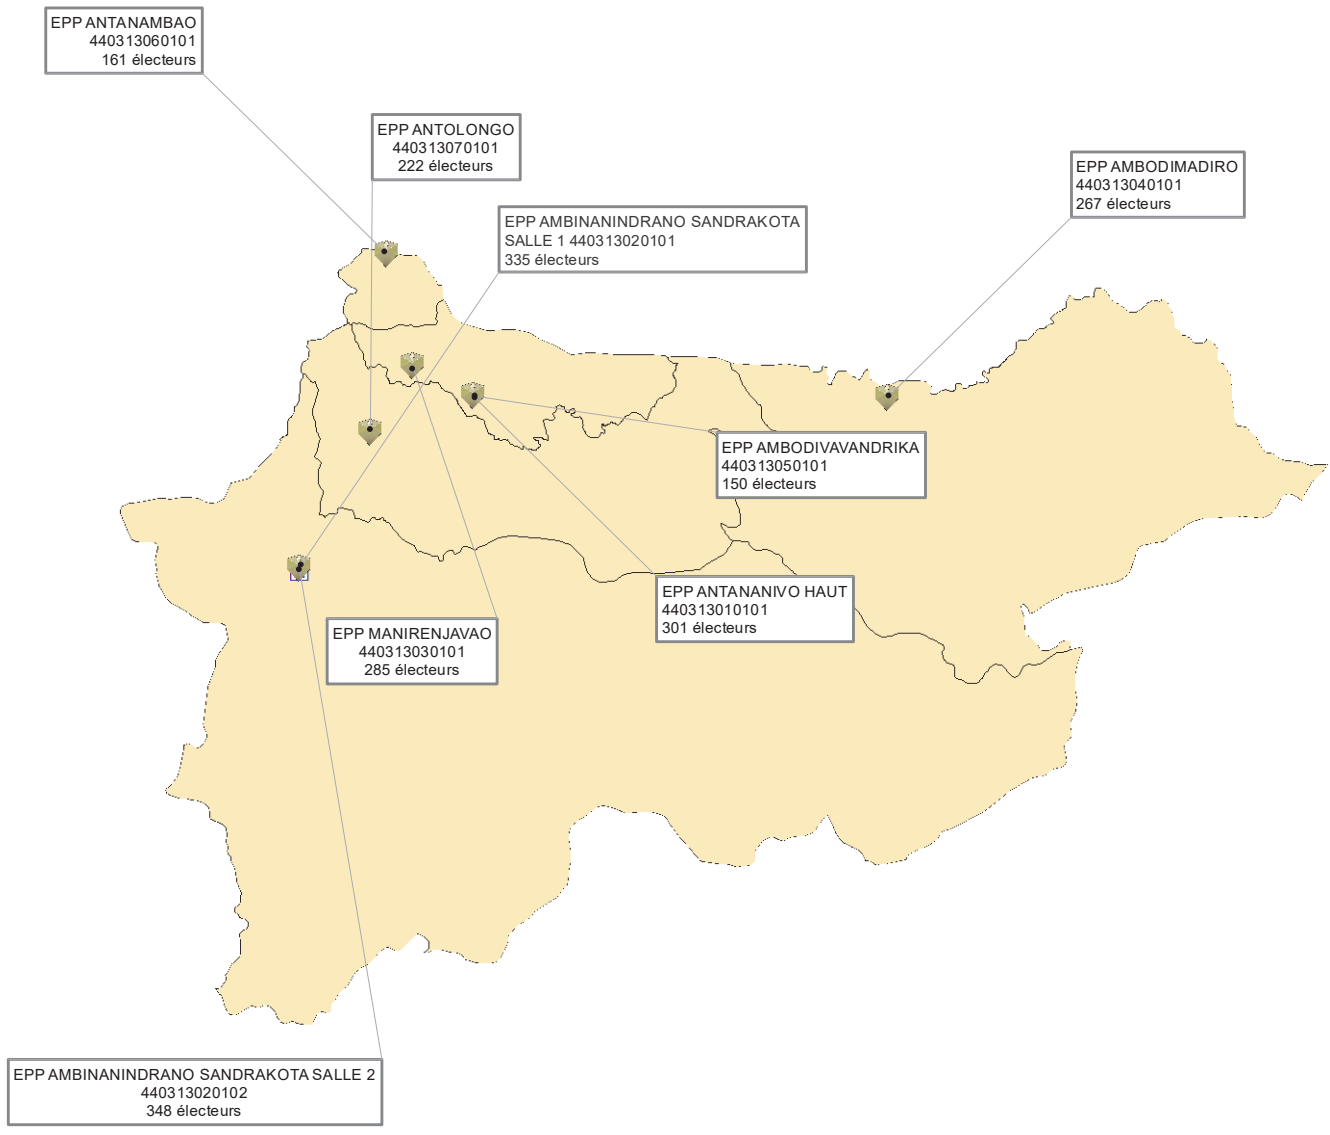 EPP ANTANAMBAO
440313060101
161 électeurs
EPP ANTOLONGO
440313070101
222 électeurs
EPP AMBODIMADIRO
440313040101
267 électeurs
EPP AMBINANINDRANO SANDRAKOTA
SALLE 1 440313020101
335 électeurs
EPP AMBODIVAVANDRIKA
440313050101
150 électeurs
EPP ANTANANIVO HAUT
440313010101
301 électeurs
EPP MANIRENJAVAO
440313030101
285 électeurs
EPP AMBINANINDRANO SANDRAKOTA SALLE 2
440313020102
348 électeurs